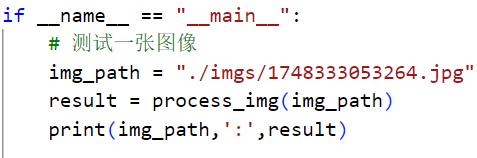 if __name__ == "__main__":
    # 测试一张图像
    img_path = "./imgs/1748333053264.jpg"
    result = process_img(img_path)
    print(img_path,':',result)